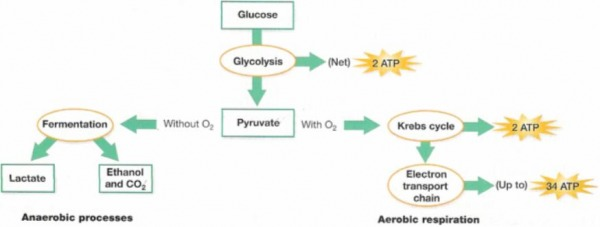 Glucose
Glycolysis
(Net)
2 ATP
Fermentation
Without O2
Pyruvate
With O2
Krebs cycle
2 ATP
Lactate
Ethanol
and CO2
Electron
transport
chain
(Up to)
34 ATP
Anaerobic processes
Aerobic respiration